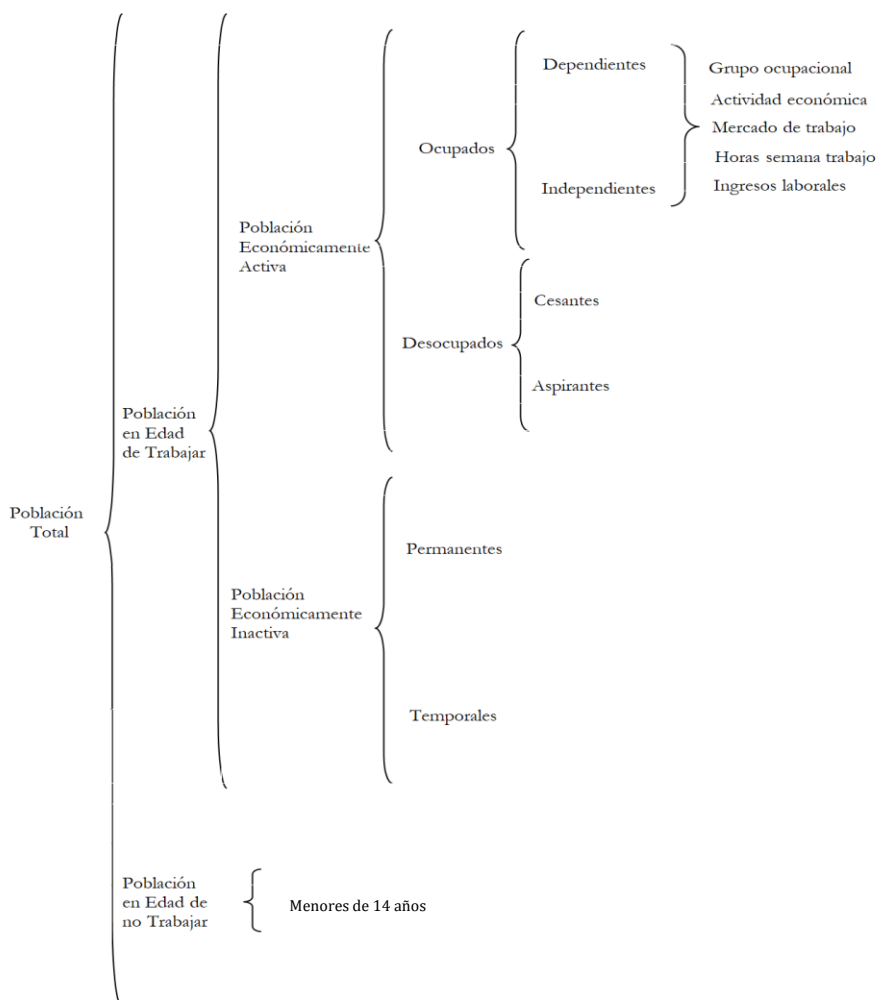 Población
Total
Población
en Edad
de Trabajar
Población
Económicamente
Activa
Ocupados
Dependientes
Independientes
Grupo ocupacional
Actividad económica
Mercado de trabajo
Horas semana trabajo
Ingresos laborales
Desocupados
Cesantes
Aspirantes
Población
Económicamente
Inactiva
Permanentes
Temporales
Población
en Edad de
no Trabajar
Menores de 14 años